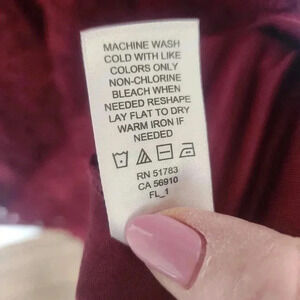 MACHINE WASH
COLD WITH LIKE
COLORS ONLY
NON-CHLORINE
BLEACH WHEN
NEEDED RESHAPE
LAY FLAT TO DRY
WARM IRON IF
NEEDED
RN 51783
CA 56910
FL_1